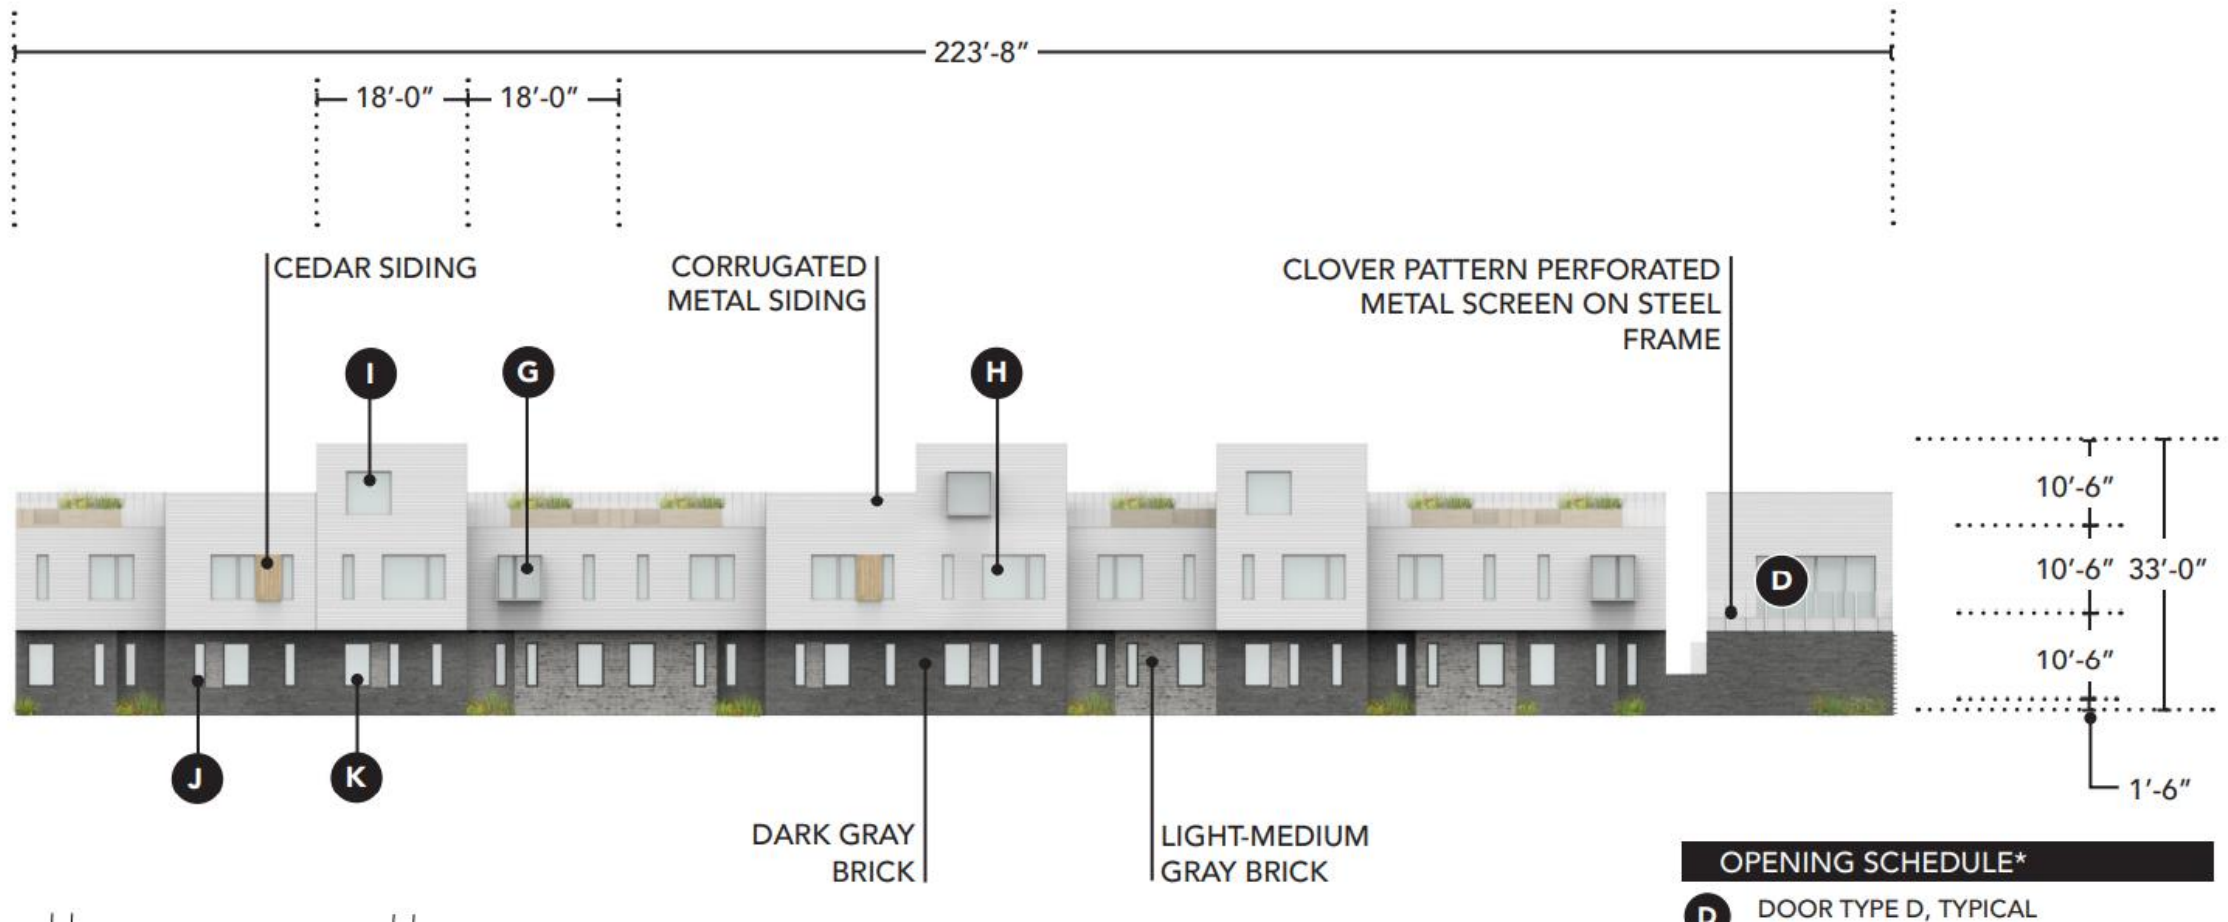 223'-8"
18'-0" 18'-0"
CEDAR SIDING
CORRUGATED
METAL SIDING
CLOVER PATTERN PERFORATED
METAL SCREEN ON STEEL
FRAME
I
G
H
10'-6"
10'-6" 33'-0"
D
10'-6"
J
K
1'-6"
DARK GRAY
BRICK
LIGHT-MEDIUM
GRAY BRICK
OPENING SCHEDULE*
D DOOR TYPE D, TYPICAL